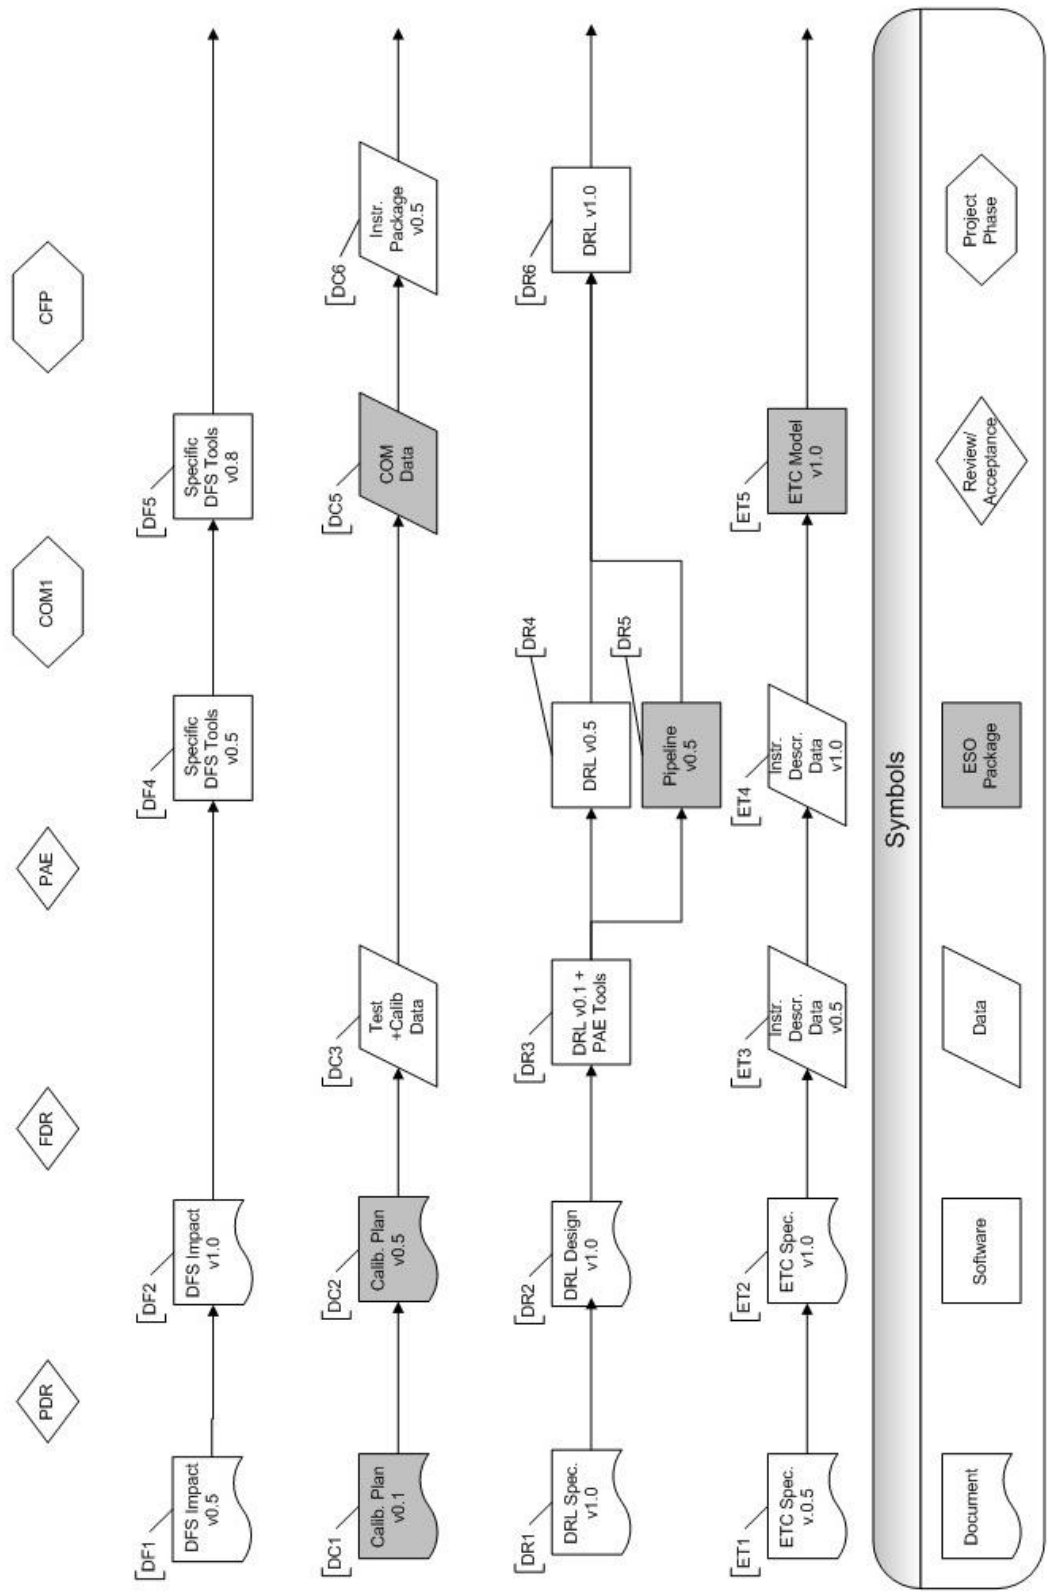 PDR
FDR
PAE
COM1
CFP
[DF1
DFS Impact
v0.5
[DF2
DFS Impact
v1.0
[DF4
Specific
DFS Tools
v0.5
[DF5
Specific
DFS Tools
v0.8
[DC1
Calib. Plan
v0.1
[DC2
Calib. Plan
v0.5
[DC3
Test
+Calib
Data
[DC5
COM
Data
[DC6
Instr.
Package
v0.5
[DR1
DRL Spec.
v1.0
[DR2
DRL Design
v1.0
[DR3
DRL v0.1 +
PAE Tools
[DR4
DRL v0.5
[DR5
Pipeline
v0.5
[DR6
DRL v1.0
[ET1
ETC Spec.
v.0.5
[ET2
ETC Spec.
v1.0
[ET3
Instr.
Descr.
Data
v0.5
[ET4
Instr.
Descr.
Data
v1.0
[ET5
ETC Model
v1.0
Symbols
Document
Software
Data
ESO
Package
Review/
Acceptance
Project
Phase